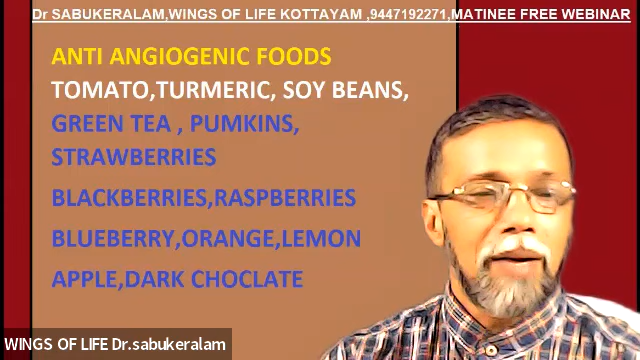 Dr SABUKERALAM,WINGS OF LIFE KOTTAYAM ,9447192271,MATINEE FREE WEBINAR
ANTI ANGIOGENIC FOODS
TOMATO,TURMERIC, SOY BEANS,
GREEN TEA , PUMKINS,
STRAWBERRIES
BLACKBERRIES,RASPBERRIES
BLUEBERRY,ORANGE,LEMON
APPLE,DARK CHOCLATE
WINGS OF LIFE Dr.sabukeralam